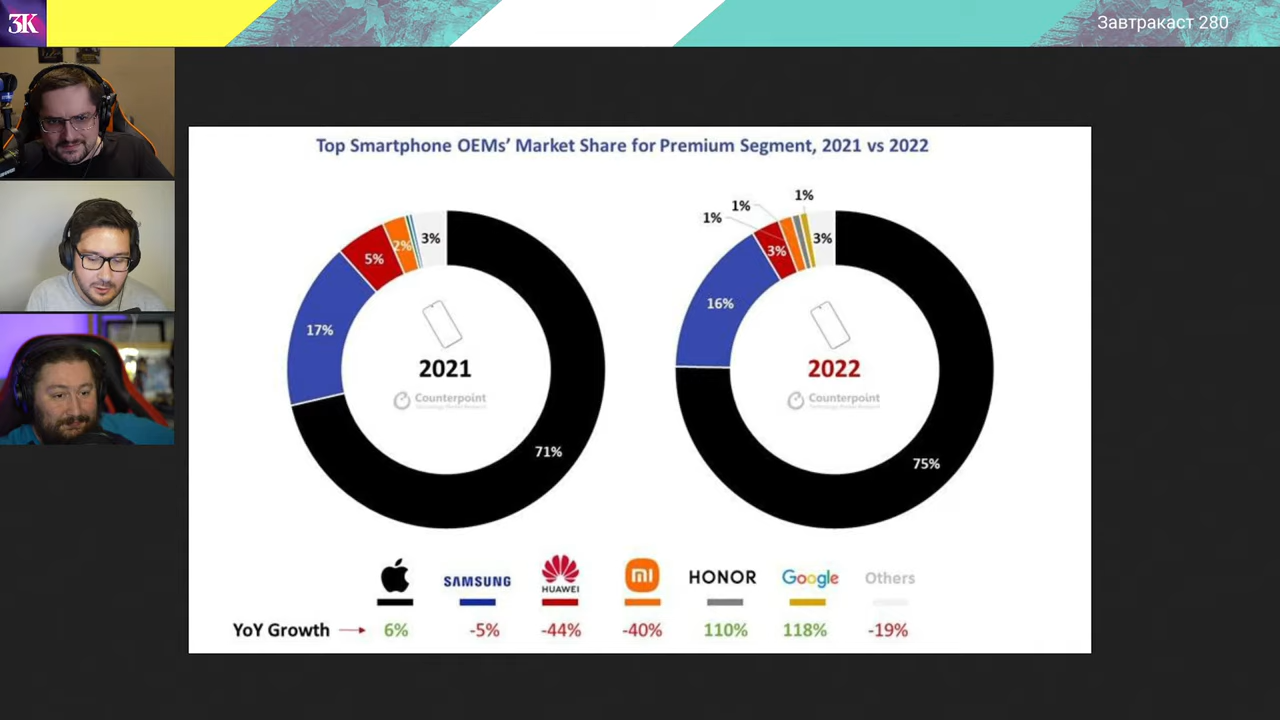 3K
Завтракаст 280
Top Smartphone OEMs' Market Share for Premium Segment, 2021 vs 2022
71%
17%
5%
2%
3%
2021
Counterpoint
75%
16%
3%
1%
1%
1%
3%
2022
Counterpoint
SAMSUNG
HUAWEI
mi
HONOR
Google
Others
YoY Growth 6% -5% -44% -40% 110% 118% -19%